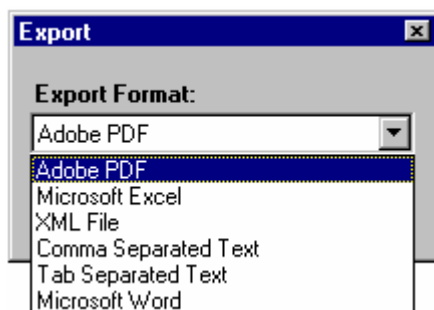 Export
Export Format:
Adobe PDF
Adobe PDF
Microsoft Excel
XML File
Comma Separated Text
Tab Separated Text
Microsoft Word